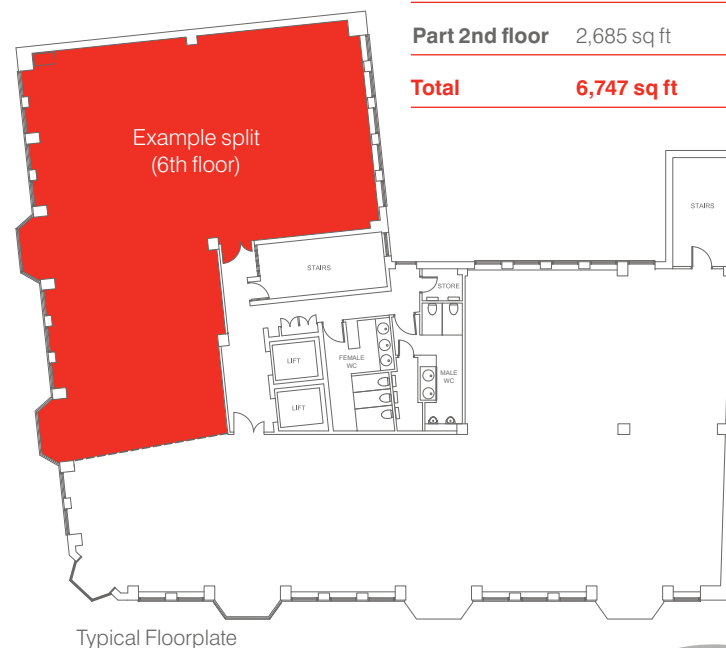 Part 2nd floor 2,685 sq ft
Total 6,747 sq ft
Example split
(6th floor)
STAIRS
STAIRS
STORE
LIFT
FEMALE
WC
MALE
WC
LIFT
Typical Floorplate